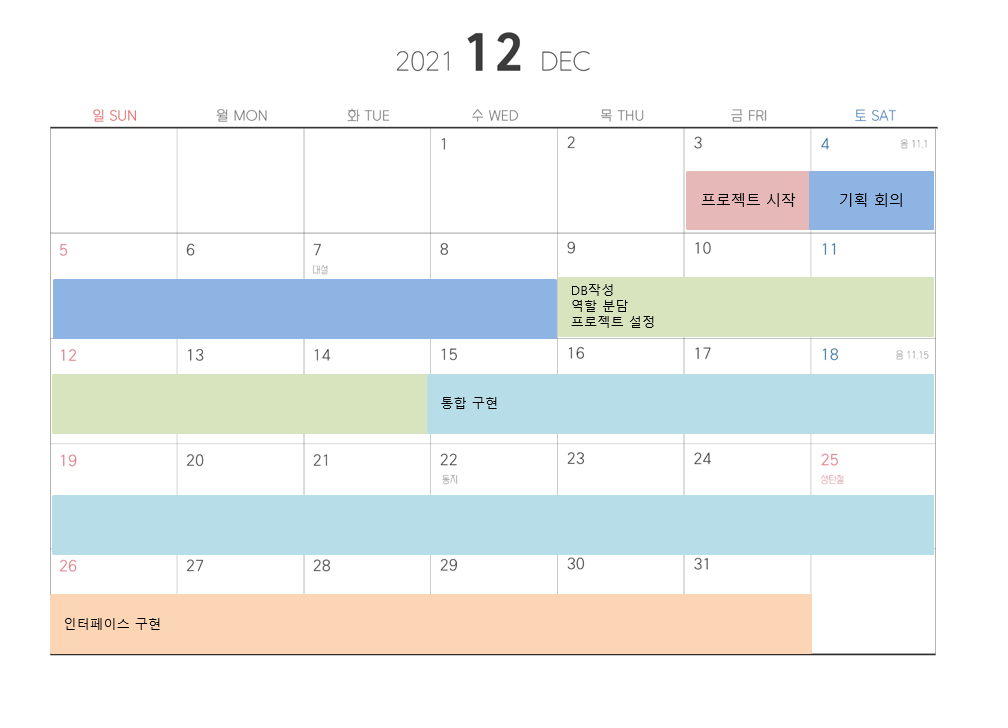 2021 12 DEC
일 SUN 월 MON 화 TUE 수 WED 목 THU 금 FRI 토 SAT
1 2 3 4 음 11.1
프로젝트 시작 기획 회의
5 6 7 8 9 10 11
대설
DB작성
역할 분담
프로젝트 설정
12 13 14 15 16 17 18 음 11.15
통합 구현
19 20 21 22 23 24 25
동지 성탄절
26 27 28 29 30 31
인터페이스 구현